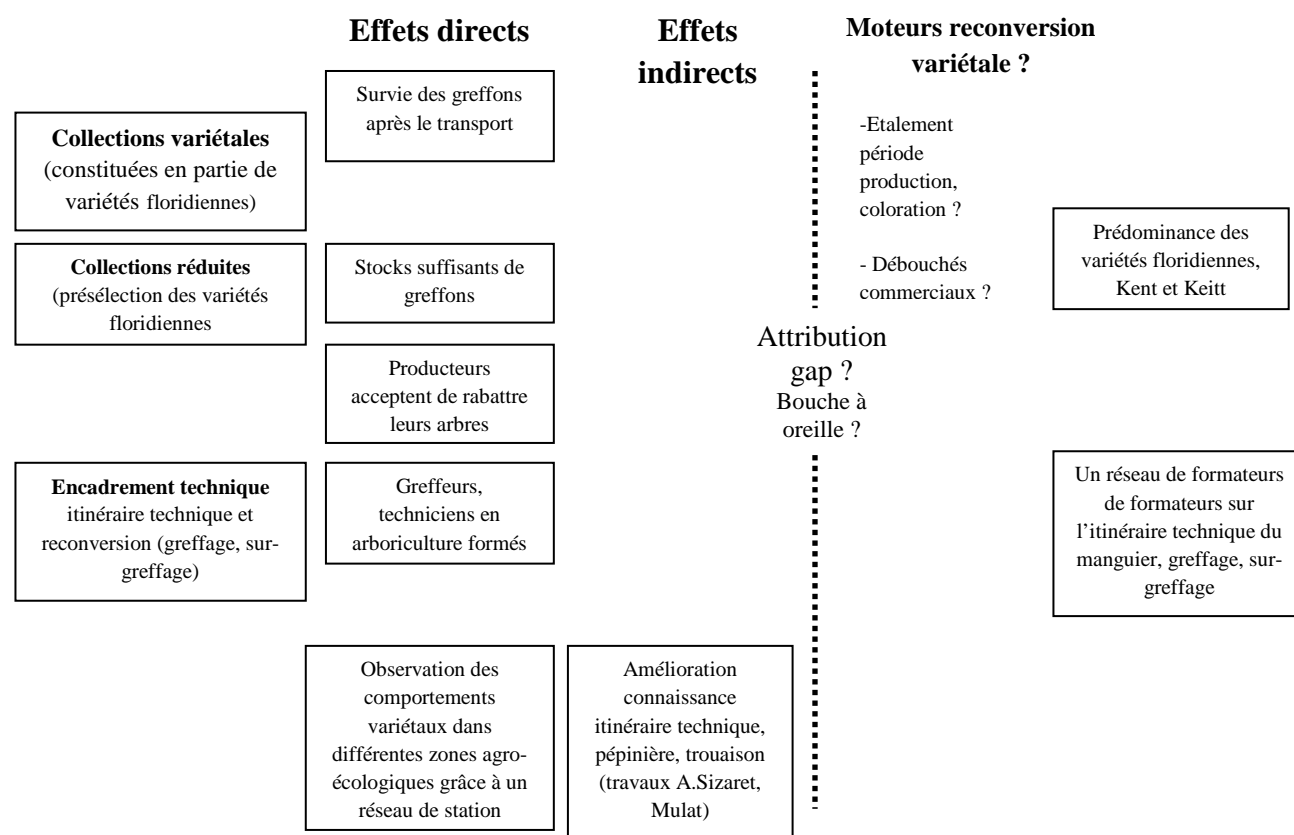 Effets directs
Effets
indirects
Moteurs reconversion
variétale ?
Survie des greffons
après le transport
Collections variétales
(constituées en partie de
variétés floridiennes)
-Etalement
période
production,
coloration ?
- Débouchés
commerciaux ?
Prédominance des
variétés floridiennes,
Kent et Keitt
Collections réduites
(présélection des variétés
floridiennes
Stocks suffisants de
greffons
Attribution
gap ?
Bouche à
oreille ?
Producteurs
acceptent de rabattre
leurs arbres
Encadrement technique
itinéraire technique et
reconversion (greffage, sur-
greffage)
Greffeurs,
techniciens en
arboriculture formés
Un réseau de formateurs
de formateurs sur
l’itinéraire technique du
manguier, greffage, sur-
greffage
Observation des
comportements
variétaux dans
différentes zones agro-
écologiques grâce à un
réseau de station
Amélioration
connaissance
itinéraire technique,
pépinière, trouaison
(travaux A.Sizaret,
Mulat)